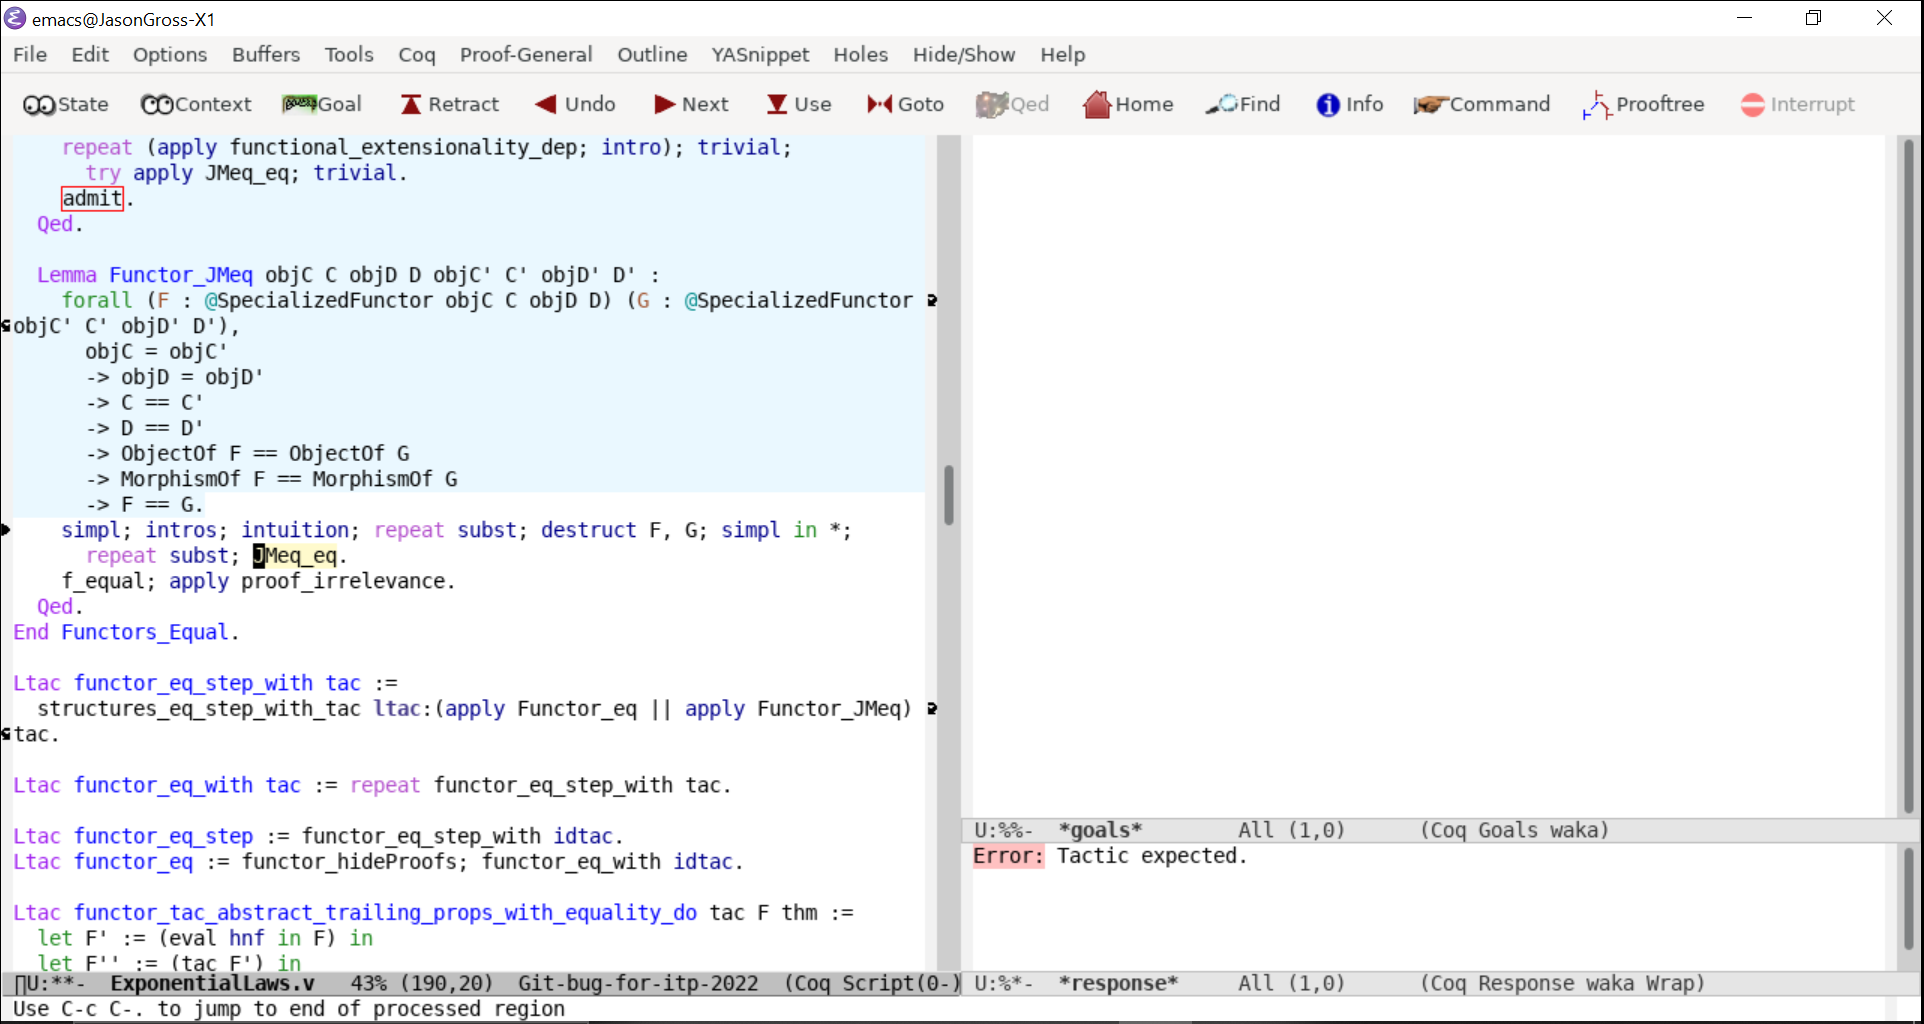 emacs@JasonGross-X1
File Edit Options Buffers Tools Coq Proof-General Outline YASnippet Holes Hide/Show Help
State Context Goal Retract Undo Next Use Goto Qed Home Find Info Command Prooftree Interrupt
repeat (apply functional_extensionality_dep; intro); trivial;
try apply JMeq_eq; trivial.
admit.
Qed.
Lemma Functor_JMeq objC C objD D objC' C' objD' D' :
forall (F : @SpecializedFunctor objC C objD D) (G : @SpecializedFunctor
objC' C' objD' D'),
objC = objC'
-> objD = objD'
-> C == C'
-> D == D'
-> ObjectOf F == ObjectOf G
-> MorphismOf F == MorphismOf G
-> F == G.
simpl; intros; intuition; repeat subst; destruct F, G; simpl in *;
repeat subst; JMeq_eq.
f_equal; apply proof_irrelevance.
Qed.
End Functors_Equal.
Ltac functor_eq_step_with tac :=
structures_eq_step_with_tac ltac:(apply Functor_eq || apply Functor_JMeq)
tac.
Ltac functor_eq_with tac := repeat functor_eq_step_with tac.
Ltac functor_eq_step := functor_eq_step_with idtac.
Ltac functor_eq := functor_hideProofs; functor_eq_with idtac.
Ltac functor_tac_abstract_trailing_props_with_equality_do tac F thm :=
let F' := (eval hnf in F) in
let F'' := (tac F') in
U:**- ExponentialLaws.v 43% (190,20) Git-bug-for-itp-2022 (Coq Script(0-)
U:%%- *goals* All (1,0) (Coq Goals waka)
Error: Tactic expected.
U:%*- *response* All (1,0) (Coq Response waka Wrap)
Use C-c C-. to jump to end of processed region